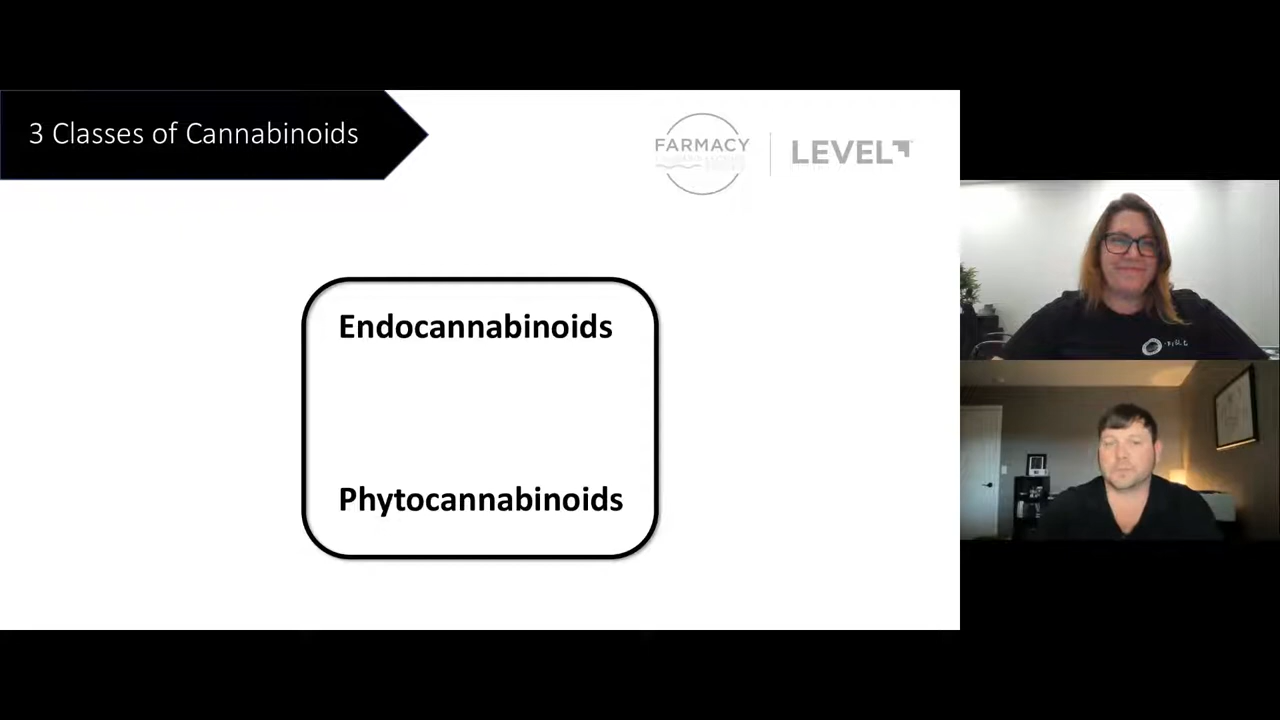 3 Classes of Cannabinoids
FARMACY
LEVEL
Endocannabinoids
Phytocannabinoids